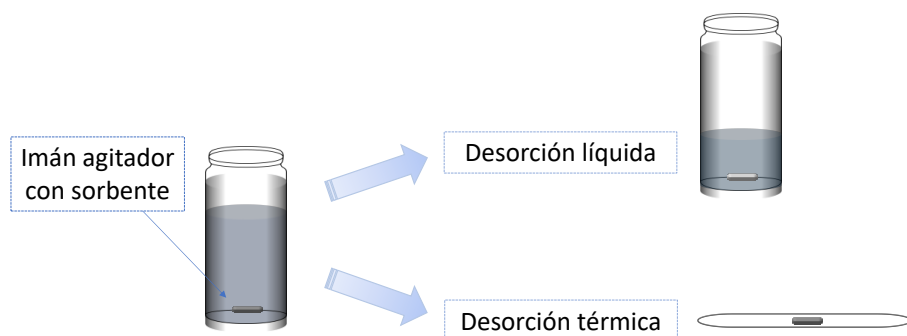 Imán agitador
con sorbente
Desorción líquida
Desorción térmica